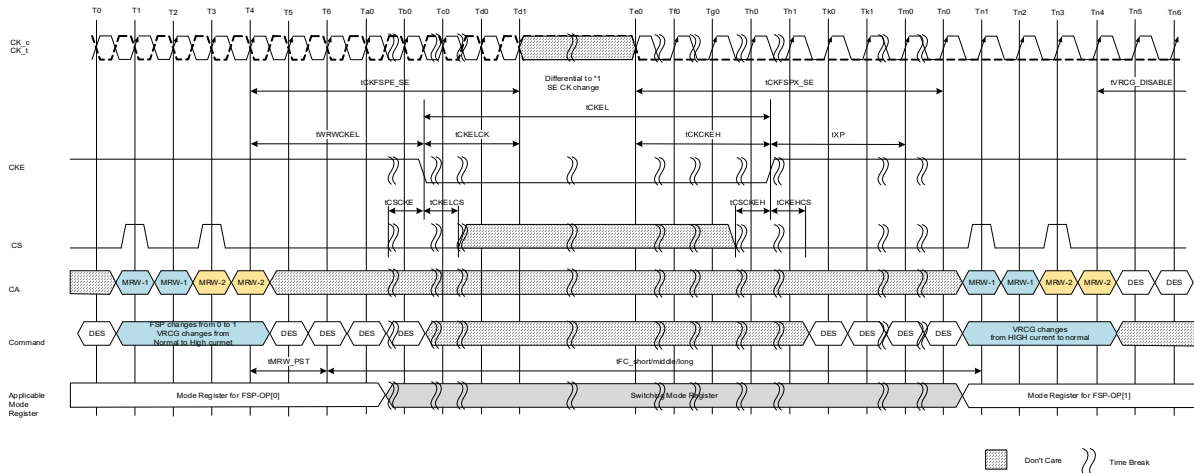 T0 T1 T2 T3 T4 T5 T6 Ta0 Tb0 Tc0 Td0 Td1 Te0 Tf0 Tg0 Th0 Th1 Tk0 Tk1 Tm0 Tn0 Tn1 Tn2 Tn3 Tn4 Tn5 Tn6
CK_c
CK_t
Differential to *1
SE CK change
tCKFSPE_SE tCKFSPX_SE tVRCG_DISABLE
tCKEL
tWRWCKEL tCKELCK tCKCKEH tXP
CKE
tCSCKE tCKELCS tCSCKEH tCKEHCS
CS
CA MRW-1 MRW-1 MRW-2 MRW-2 MRW-1 MRW-1 MRW-2 MRW-2 DES DES
Command DES
FSP changes from 0 to 1
VRCG changes from
Normal to High curmet
DES DES DES DES DES DES DES DES
VRCG changes
from HIGH current to normal
tMRW_PST tFC_short/middle/long
Applicable
Mode
Register
Mode Register for FSP-OP[0] Switching Mode Register Mode Register for FSP-OP[1]
Don't Care Time Break